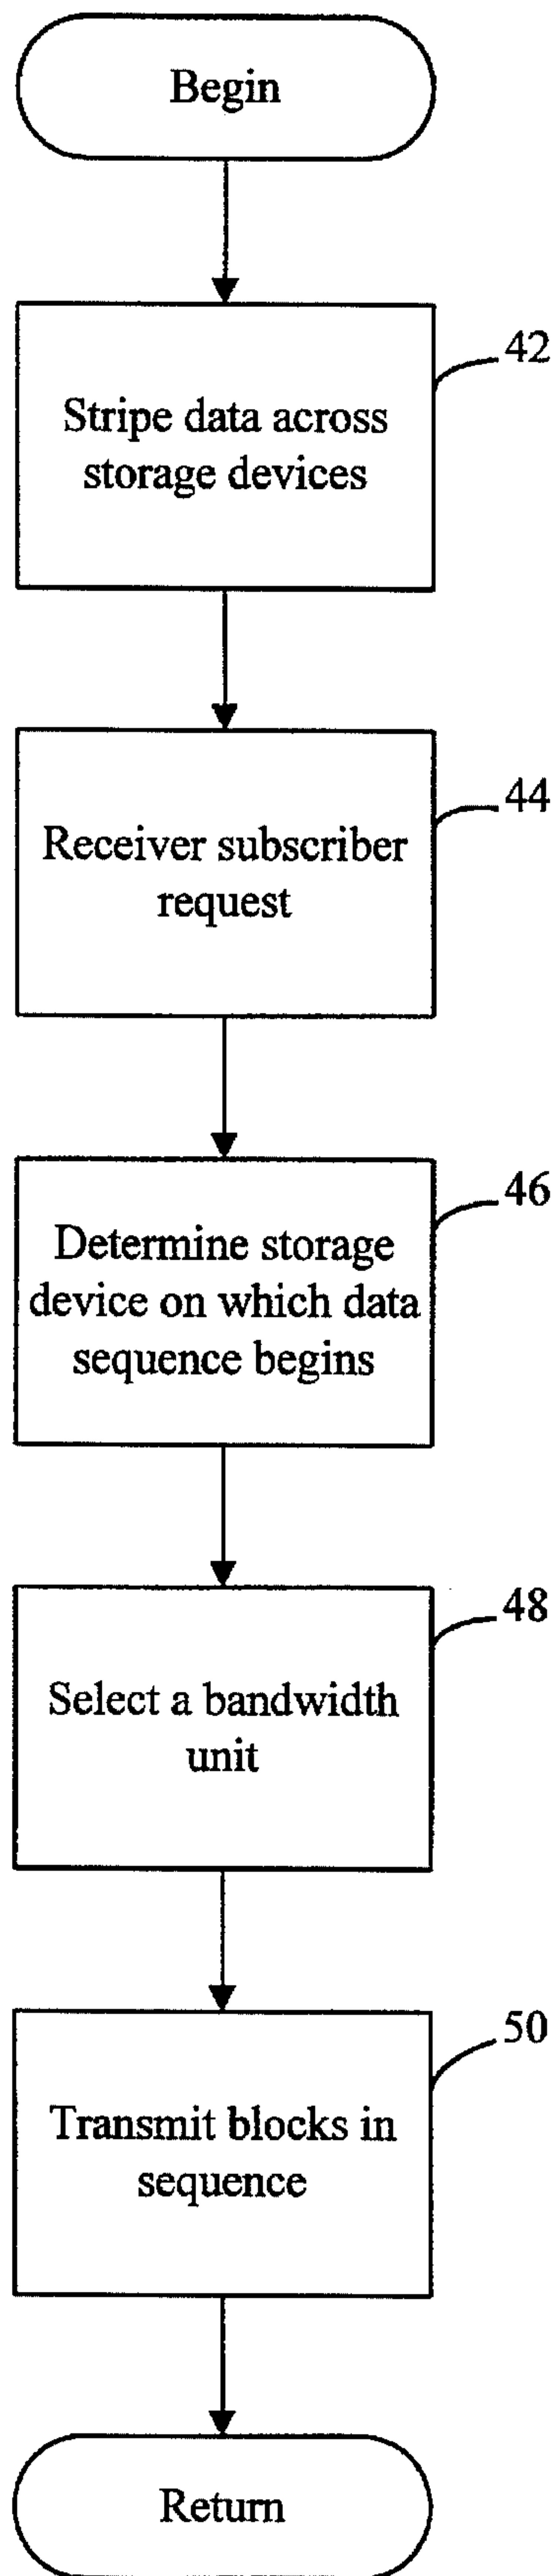 Begin
42
Stripe data across
storage devices
44
Receiver subscriber
request
46
Determine storage
device on which data
sequence begins
48
Select a bandwidth
unit
50
Transmit blocks in
sequence
Return